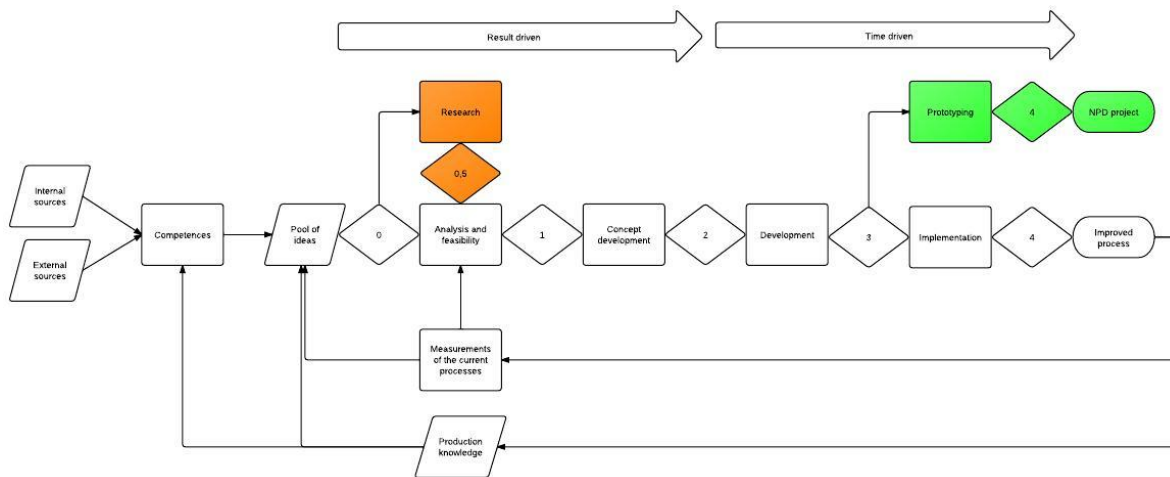 Result driven
Time driven
Research
Prototyping
4
NPD project
0,5
Internal
sources
External
sources
Competences
Pool of
ideas
0
Analysis and
feasibility
1
Concept
development
2
Development
3
Implementation
4
Improved
process
Measurements
of the current
processes
Production
knowledge